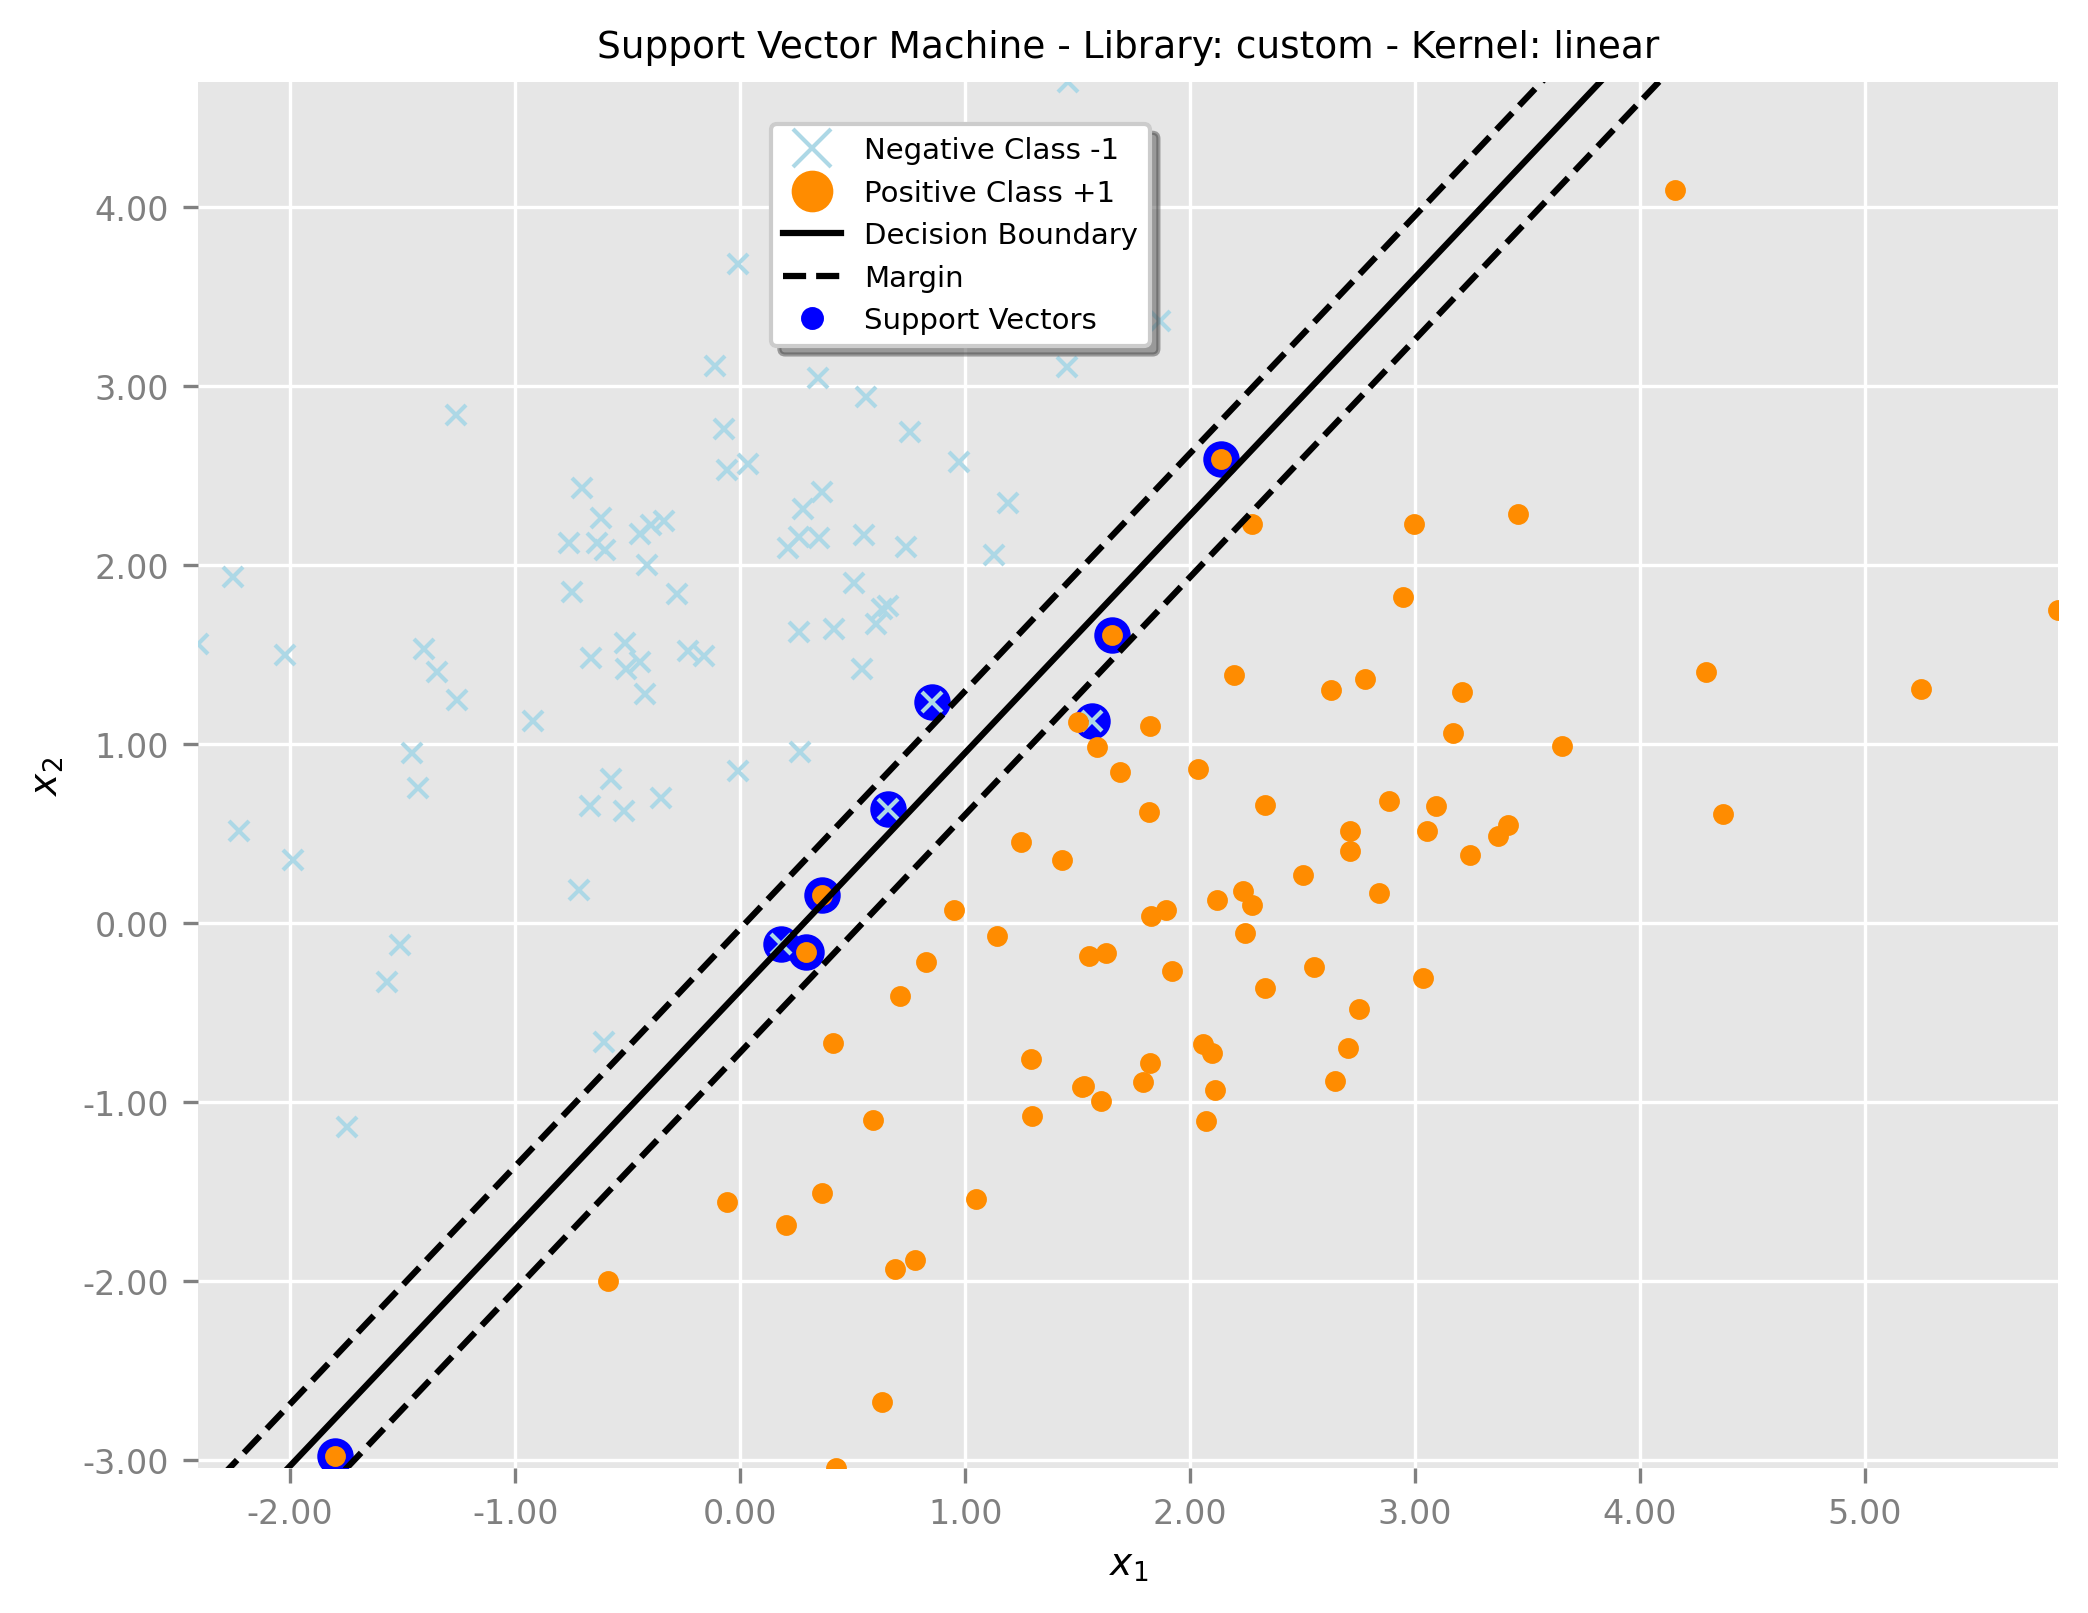 Support Vector Machine - Library: custom - Kernel: linear
Negative Class -1
Positive Class +1
Decision Boundary
Margin
Support Vectors
4.00
3.00
2.00
1.00
0.00
-1.00
-2.00
-3.00
x₂
-2.00 -1.00 0.00 1.00 2.00 3.00 4.00 5.00
x₁